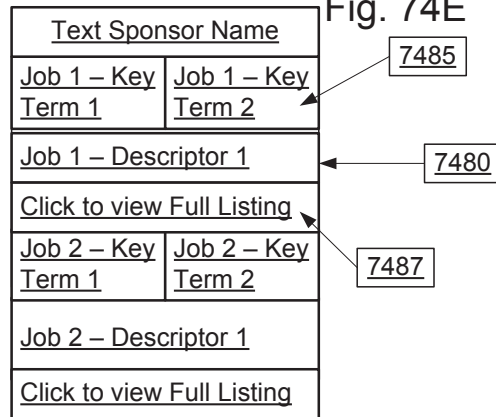 Fig. 74E
Text Sponsor Name
Job 1 – Key
Term 1
Job 1 – Key
Term 2
7485
Job 1 – Descriptor 1
7480
Click to view Full Listing
7487
Job 2 – Key
Term 1
Job 2 – Key
Term 2
Job 2 – Descriptor 1
Click to view Full Listing